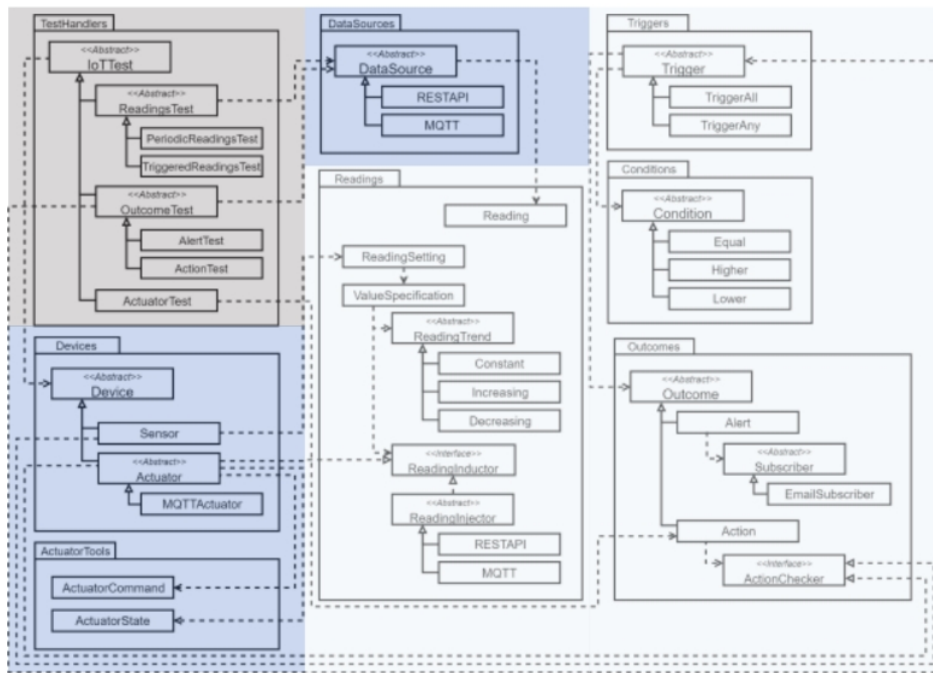 TestHandlers
<<Abstract>>
IoTTest
<<Abstract>>
ReadingsTest
PeriodicReadingsTest
TriggeredReadingsTest
<<Abstract>>
OutcomeTest
AlertTest
ActionTest
ActuatorTest
DataSources
<<Abstract>>
DataSource
RESTAPI
MQTT
Triggers
<<Abstract>>
Trigger
TriggerAll
TriggerAny
Readings
Reading
ReadingSetting
ValueSpecification
<<Abstract>>
ReadingTrend
Constant
Increasing
Decreasing
<<Interface>>
ReadingInductor
<<Abstract>>
ReadingInjector
RESTAPI
MQTT
Conditions
<<Abstract>>
Condition
Equal
Higher
Lower
Devices
<<Abstract>>
Device
Sensor
<<Abstract>>
Actuator
MQTTActuator
Outcomes
<<Abstract>>
Outcome
Alert
<<Abstract>>
Subscriber
EmailSubscriber
Action
<<Interface>>
ActionChecker
ActuatorTools
ActuatorCommand
ActuatorState